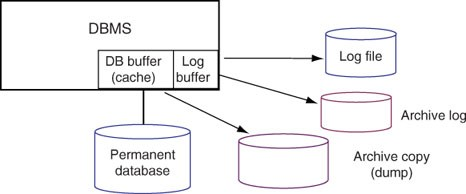 DBMS
DB buffer
(cache)
Log
buffer
Log file
Archive log
Permanent
database
Archive copy
(dump)